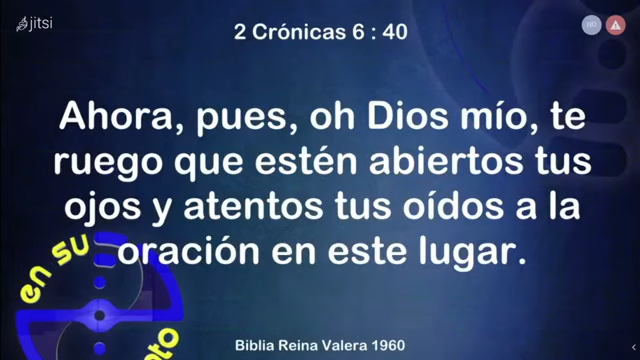 jitsi
HD
2 Crónicas 6 : 40
Ahora, pues, oh Dios mío, te
ruego que estén abiertos tus
ojos y atentos tus oídos a la
oración en este lugar.
en su
Biblia Reina Valera 1960